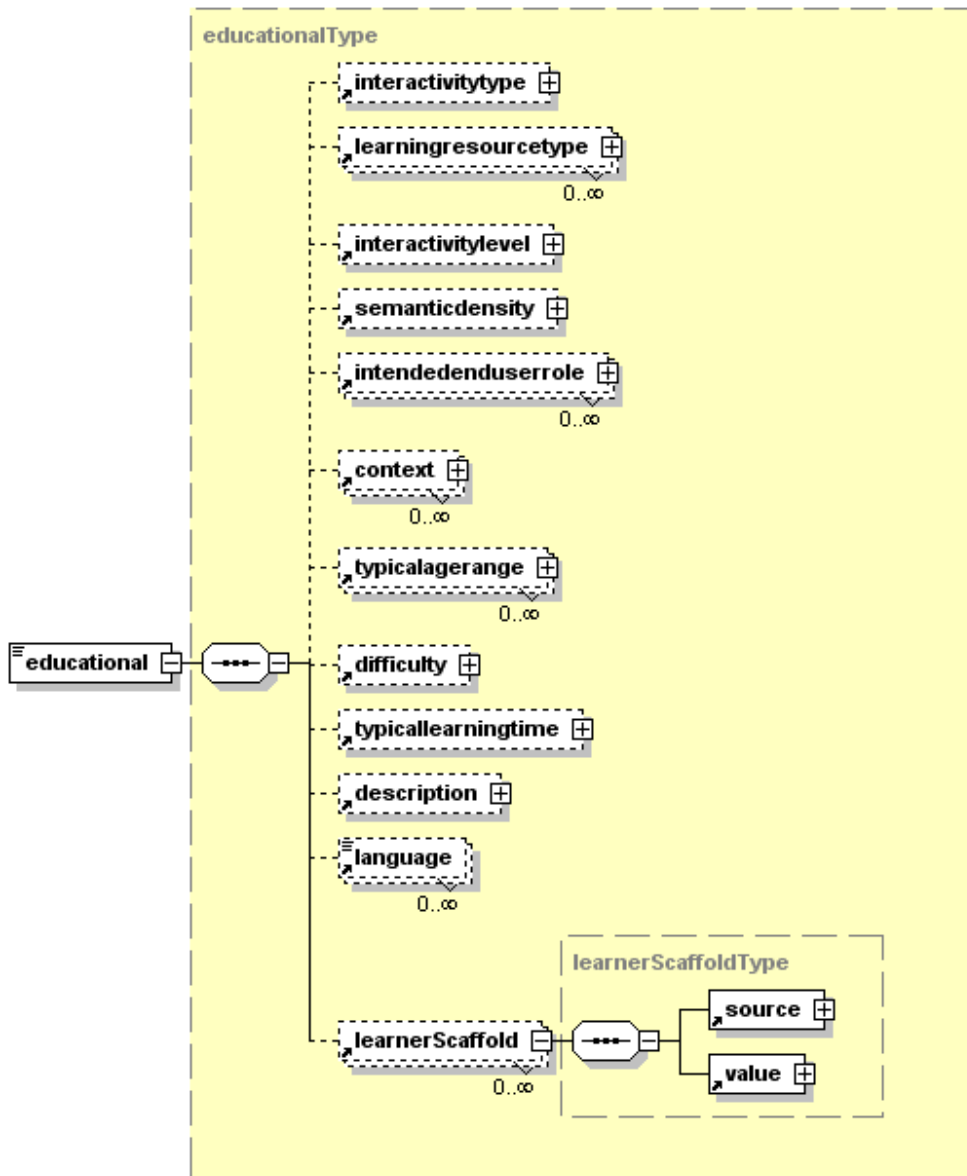 educationalType
interactivitytype
learningresourcetype
0..∞
interactivitylevel
semanticdensity
intendedenduserrole
0..∞
context
0..∞
typicalagerange
0..∞
educational
difficulty
typicallearningtime
description
language
0..∞
learnerScaffoldType
source
learnerScaffold
0..∞
value